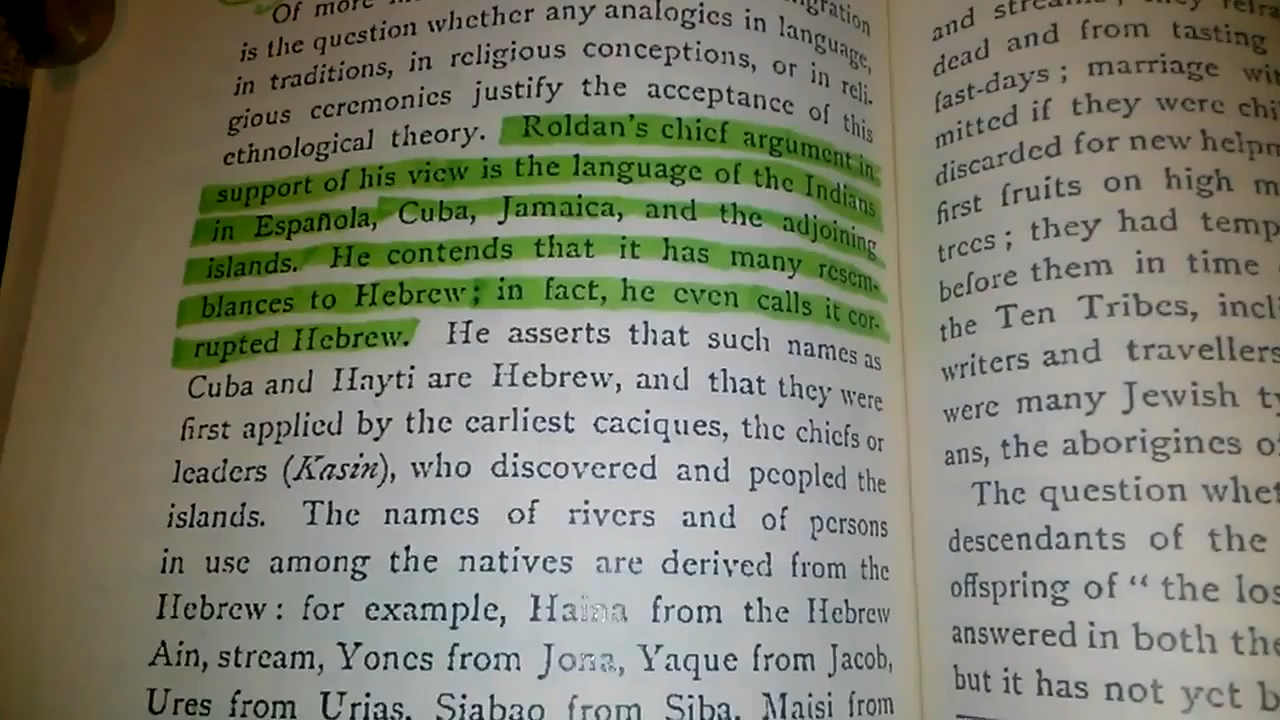 Of more
is the question whether any analogies in language,
in traditions, in religious conceptions, or in reli-
gious ceremonies justify the acceptance of this
ethnological theory. Roldan's chief argument in
support of his view is the language of the Indians
in Española, Cuba, Jamaica, and the adjoining
islands. He contends that it has many resem-
blances to Hebrew; in fact, he even calls it cor-
rupted Hebrew. He asserts that such names as
Cuba and Hayti are Hebrew, and that they were
first applied by the earliest caciques, the chiefs or
leaders (Kasin), who discovered and peopled the
islands. The names of rivers and of persons
in use among the natives are derived from the
Hebrew: for example, Haina from the Hebrew
Ain, stream, Yones from Jona, Yaque from Jacob,
Ures from Urias, Siabao from Siba, Maisi from
and
dead and from tasting
fast-days; marriage
mitted if they were
discarded for new
first fruits on high
trees; they had
before them in time
the Ten Tribes,
writers and travellers
were many Jewish
ans, the aborigines
The question
descendants of the
offspring of "the
answered in both
but it has not yet